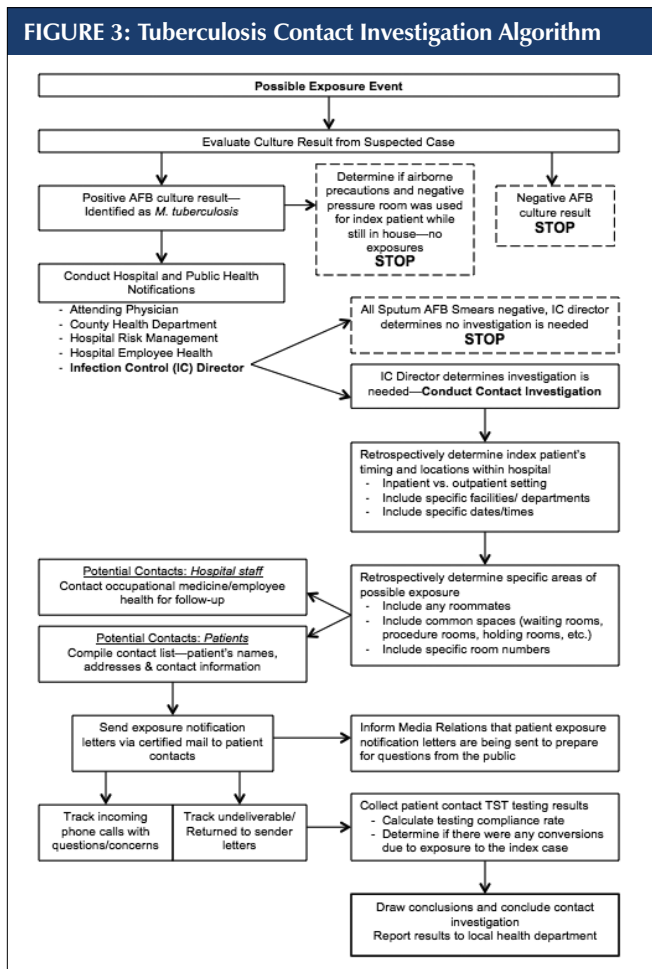 FIGURE 3: Tuberculosis Contact Investigation Algorithm
Possible Exposure Event
Evaluate Culture Result from Suspected Case
Positive AFB culture result—
Identified as M. tuberculosis
Determine if airborne
precautions and negative
pressure room was used
for index patient while
still in house—no
exposures
STOP
Negative AFB
culture result
STOP
Conduct Hospital and Public Health
Notifications
- Attending Physician
- County Health Department
- Hospital Risk Management
- Hospital Employee Health
- Infection Control (IC) Director
All Sputum AFB Smears negative, IC director
determines no investigation is needed
STOP
IC Director determines investigation is
needed—Conduct Contact Investigation
Retrospectively determine index patient's
timing and locations within hospital
- Inpatient vs. outpatient setting
- Include specific facilities/ departments
- Include specific dates/times
Retrospectively determine specific areas of
possible exposure
- Include any roommates
- Include common spaces (waiting rooms,
procedure rooms, holding rooms, etc.)
- Include specific room numbers
Potential Contacts: Hospital staff
Contact occupational medicine/employee
health for follow-up
Potential Contacts: Patients
Compile contact list—patient's names,
addresses & contact information
Send exposure notification
letters via certified mail to patient
contacts
Inform Media Relations that patient exposure
notification letters are being sent to prepare
for questions from the public
Track incoming
phone calls with
questions/concerns
Track undeliverable/
Returned to sender
letters
Collect patient contact TST testing results
- Calculate testing compliance rate
- Determine if there were any conversions
due to exposure to the index case
Draw conclusions and conclude contact
investigation
Report results to local health department